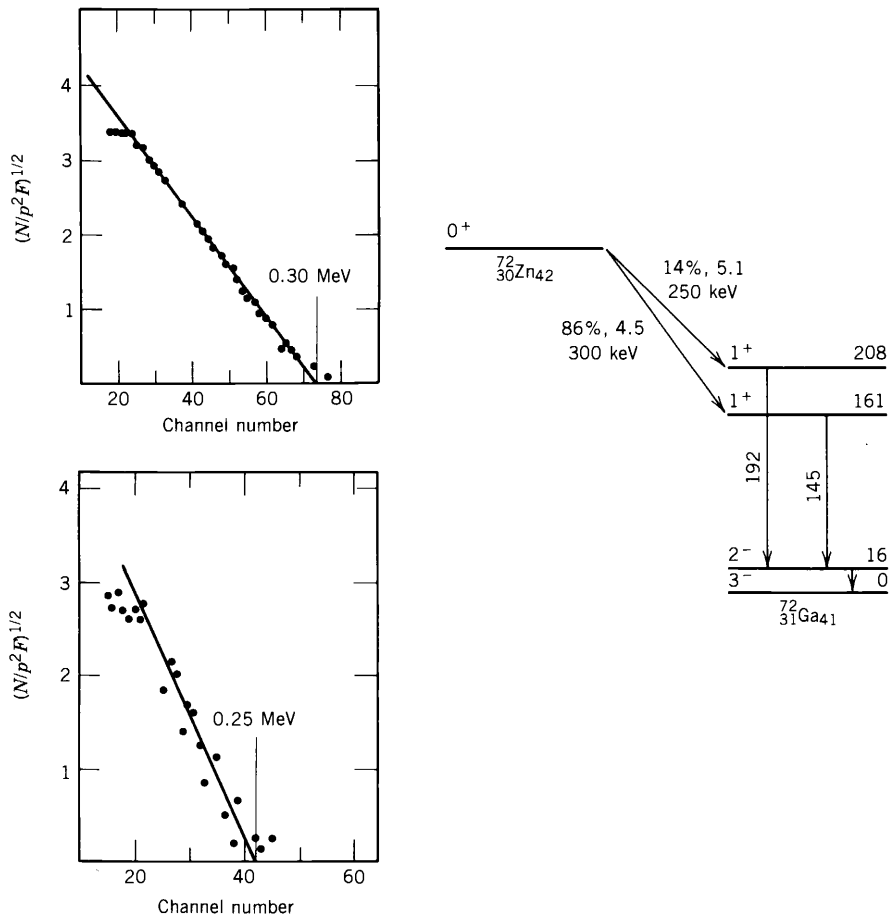 4
3
2
1
(N/p²F)^1/2
0.30 MeV
20 40 60 80
Channel number
4
3
2
1
(N/p²F)^1/2
0.25 MeV
20 40 60
Channel number
0⁺
⁷²₃₀Zn₄₂
14%, 5.1
250 keV
86%, 4.5
300 keV
1⁺ 208
1⁺ 161
192
145
2⁻ 16
3⁻ 0
⁷²₃₁Ga₄₁